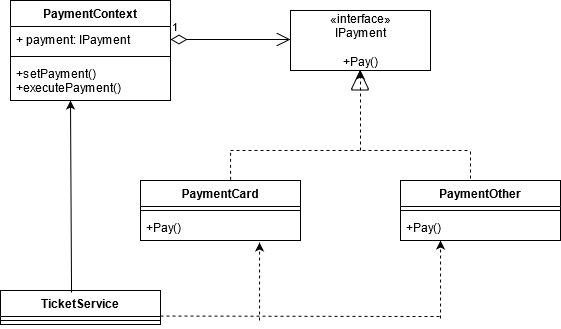 PaymentContext
+ payment: IPayment
+setPayment()
+executePayment()
1
«interface»
IPayment
+Pay()
PaymentCard
+Pay()
PaymentOther
+Pay()
TicketService